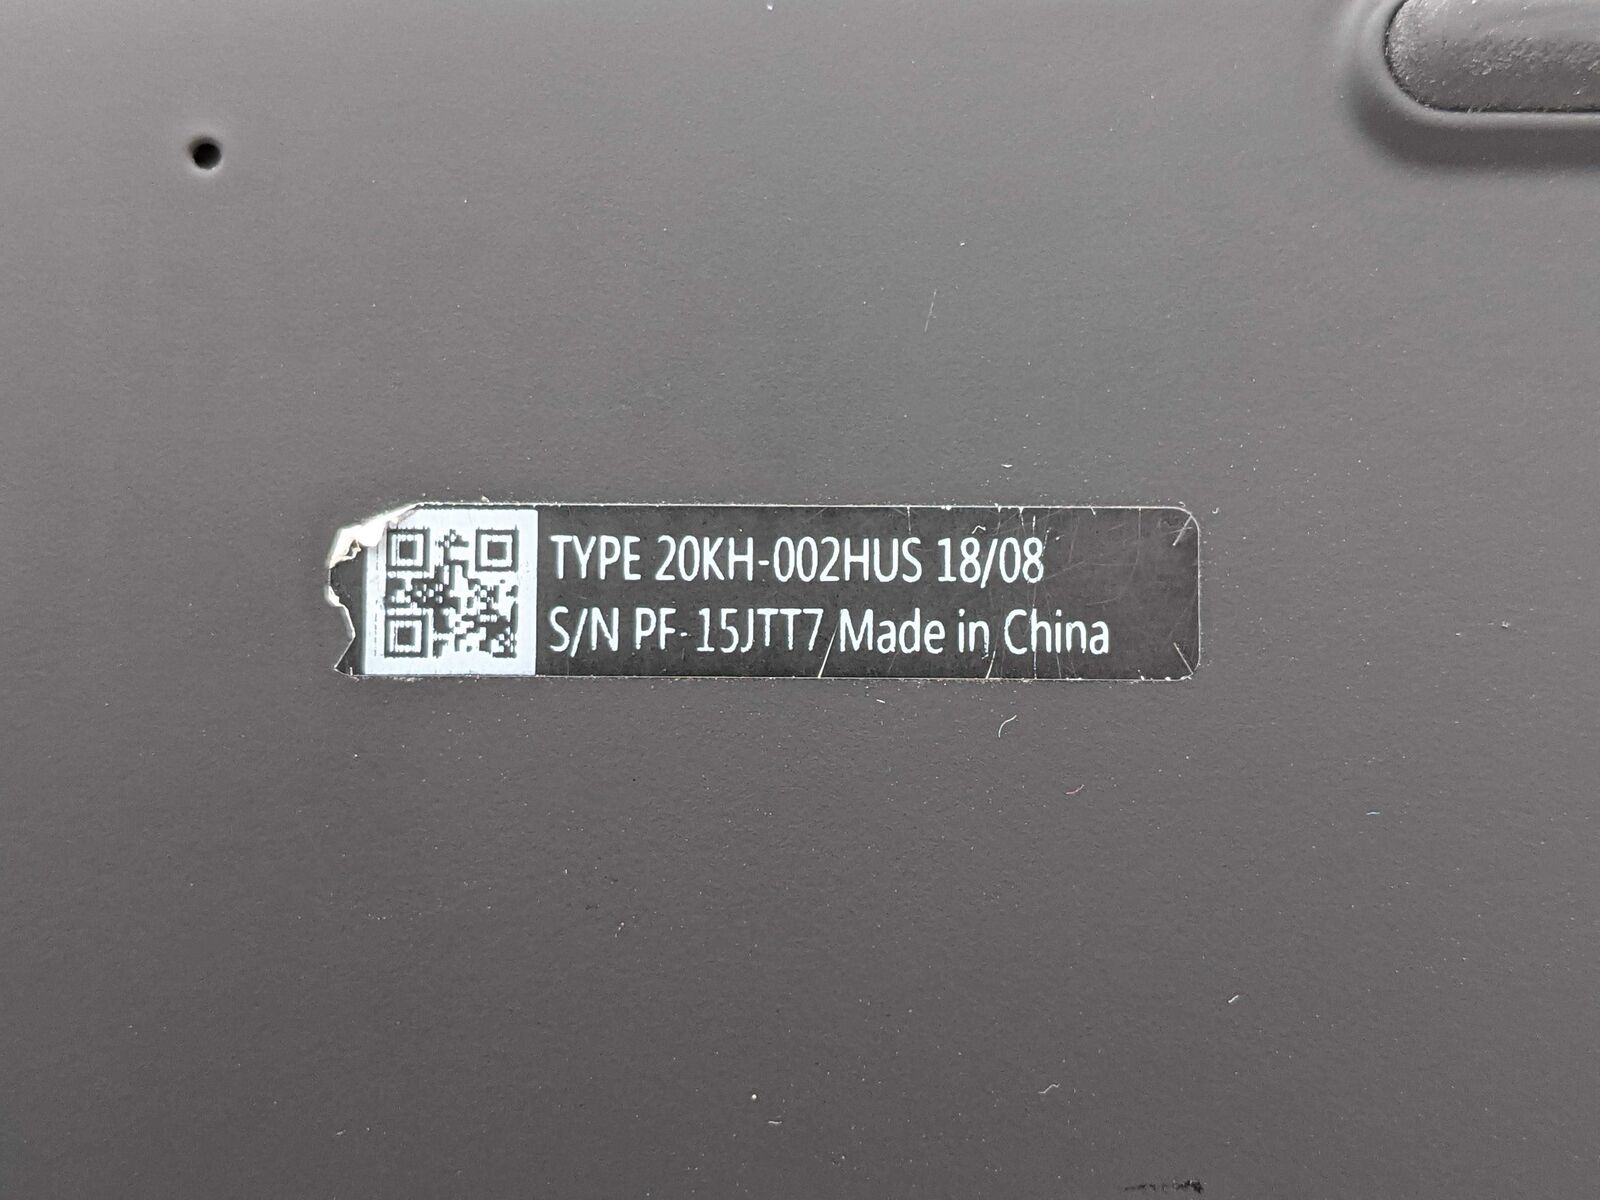 TYPE 20KH-002HUS 18/08
S/N PF-15JTT7 Made in China